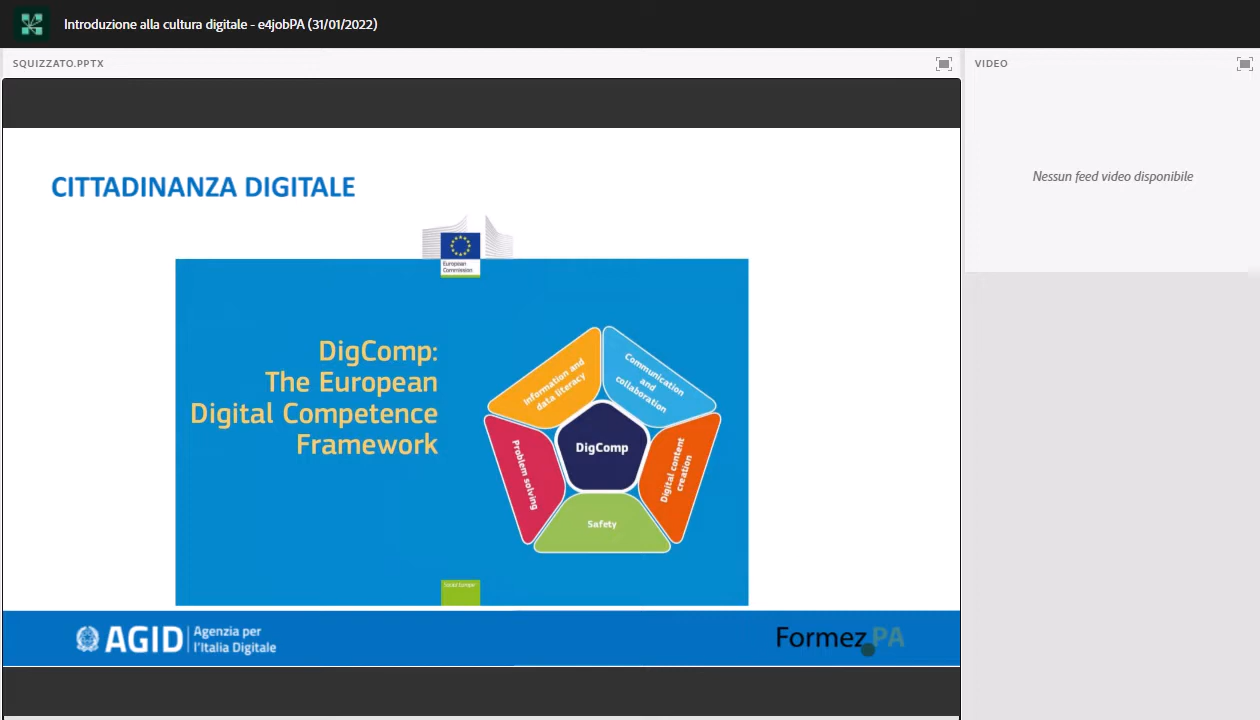 Introduzione alla cultura digitale - e4jobPA (31/01/2022)
SQUIZZATO.PPTX
VIDEO
Nessun feed video disponibile
CITTADINANZA DIGITALE
European
Commission
DigComp:
The European
Digital Competence
Framework
Information and
data literacy
Communication
and
collaboration
Problem solving
DigComp
Digital content
creation
Safety
Social Europe
AGID
Agenzia per
l'Italia Digitale
Formez PA